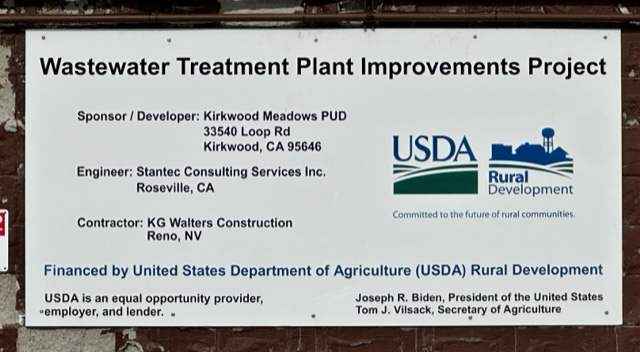 Wastewater Treatment Plant Improvements Project
Sponsor / Developer: Kirkwood Meadows PUD
33540 Loop Rd
Kirkwood, CA 95646
Engineer: Stantec Consulting Services Inc.
Roseville, CA
Contractor: KG Walters Construction
Reno, NV
USDA
Rural
Development
Committed to the future of rural communities.
Financed by United States Department of Agriculture (USDA) Rural Development
USDA is an equal opportunity provider,
employer, and lender.
Joseph R. Biden, President of the United States
Tom J. Vilsack, Secretary of Agriculture